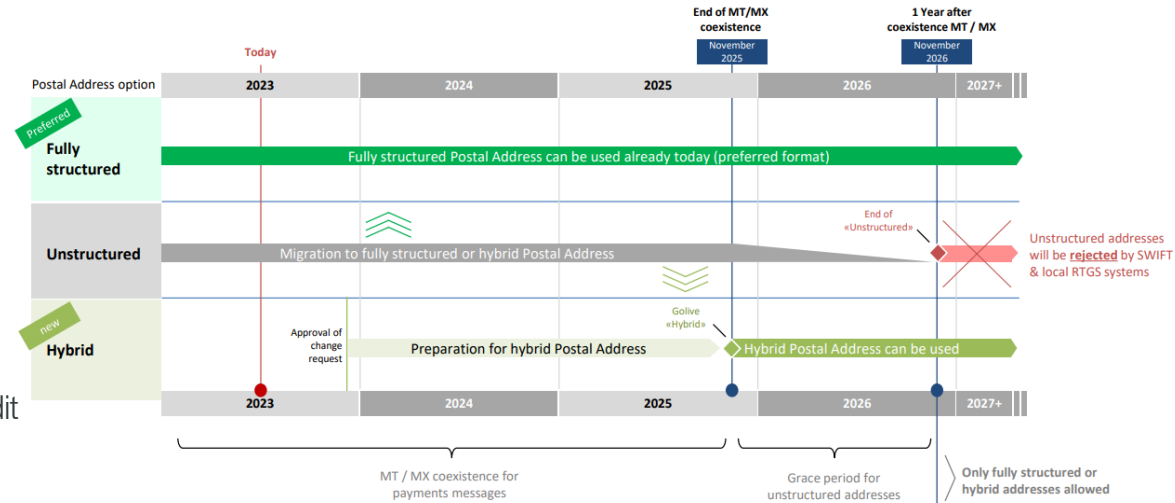 End of MT/MX
coexistence
1 Year after
coexistence MT / MX
Today
November
2025
November
2026
Postal Address option
2023
2024
2025
2026
2027+
Preferred
Fully
structured
Fully structured Postal Address can be used already today (preferred format)
Unstructured
Migration to fully structured or hybrid Postal Address
End of
«Unstructured»
Unstructured addresses
will be rejected by SWIFT
& local RTGS systems
new
Hybrid
Approval of
change
request
Preparation for hybrid Postal Address
Golive
«Hybrid»
Hybrid Postal Address can be used
dit
2023
2024
2025
2026
2027+
MT / MX coexistence for
payments messages
Grace period for
unstructured addresses
Only fully structured or
hybrid addresses allowed